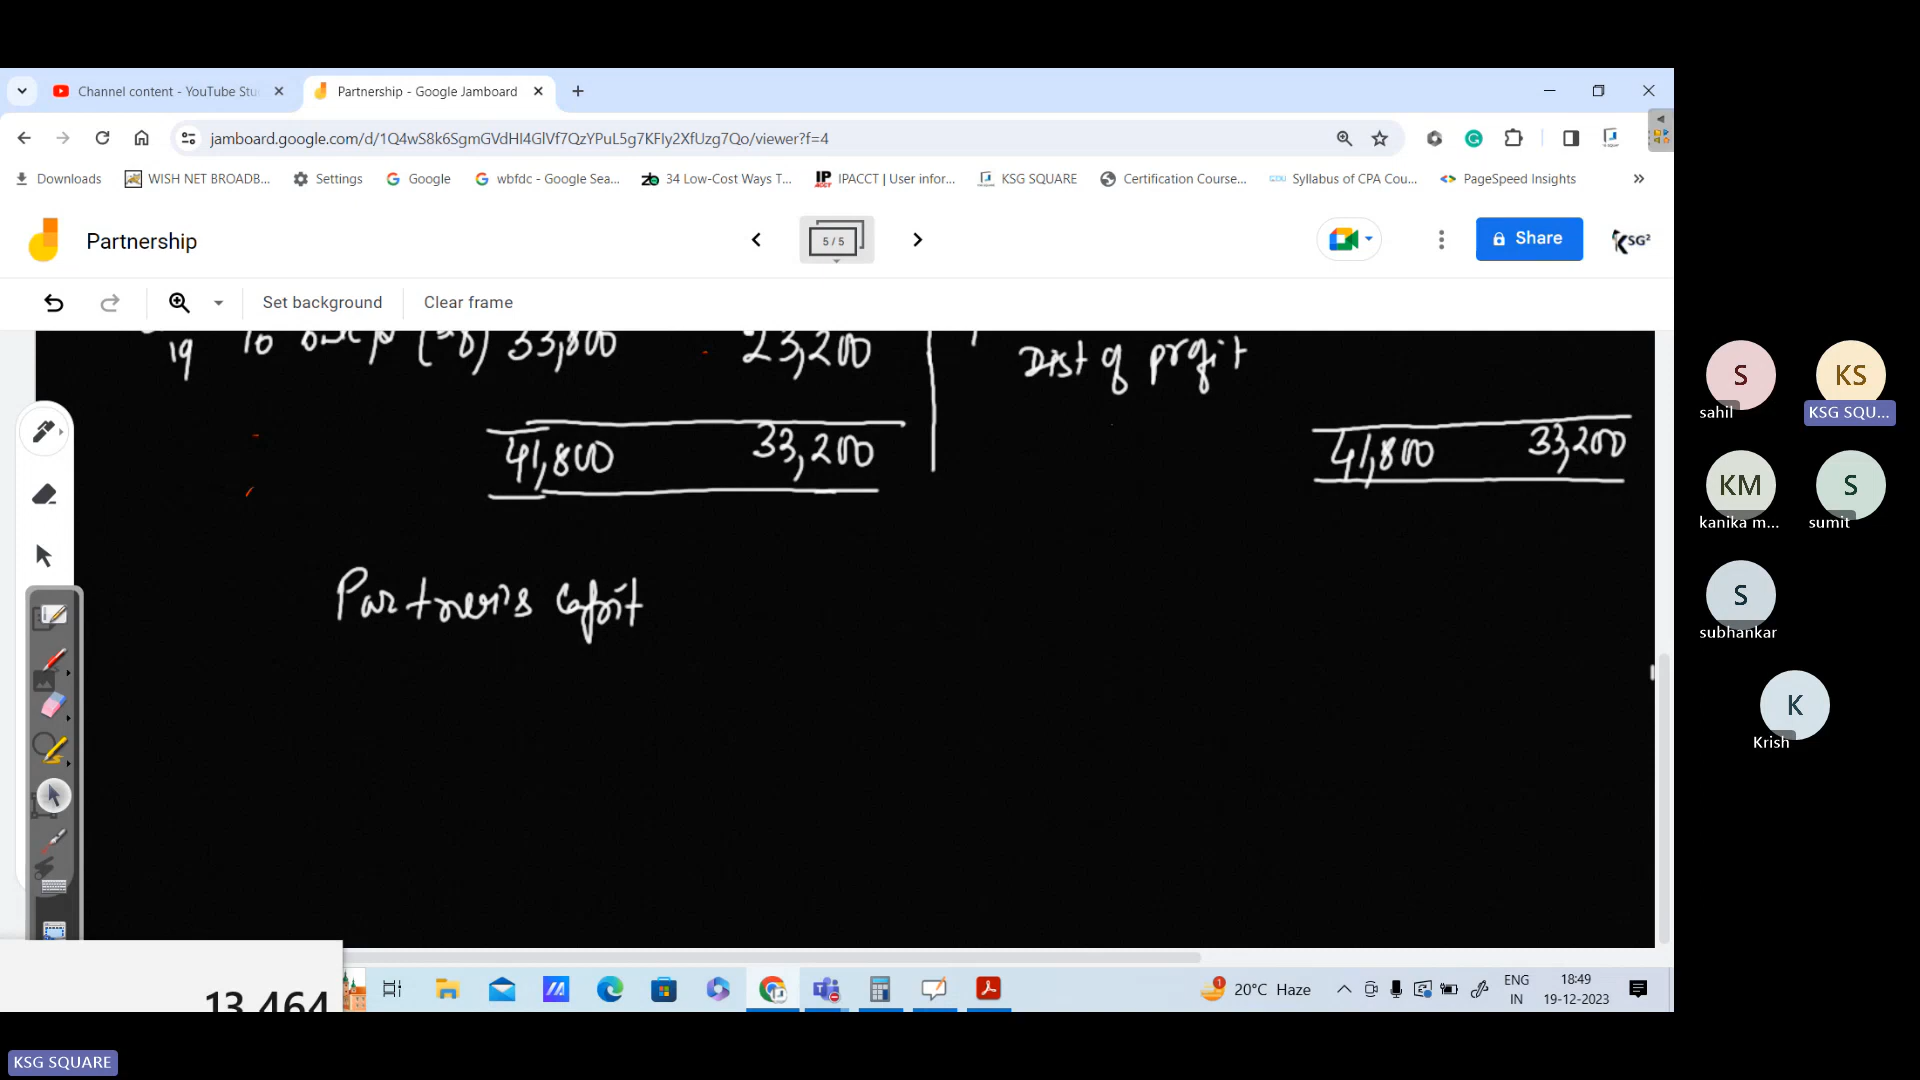 Channel content - YouTube Stu
Partnership - Google Jamboard
jamboard.google.com/d/1Q4wS8k6SgmGVdHI4GlVf7QzYPuL5g7KFIy2XfUzg7Qo/viewer?f=4
Downloads WISH NET BROADB... Settings Google wbfdc - Google Sea... 34 Low-Cost Ways T... IPACCT | User infor... KSG SQUARE Certification Course... Syllabus of CPA Cou... PageSpeed Insights
Partnership
5 / 5
Share
KSG²
Set background Clear frame
19 To 33,800 23,200
Dist of profit
41,800 33,200 41,800 33,200
Partner's
S KS
sahil KSG SQU...
KM S
kanika m... sumit
S
subhankar
K
Krish
13,464
20°C Haze
ENG
IN
18:49
19-12-2023
KSG SQUARE